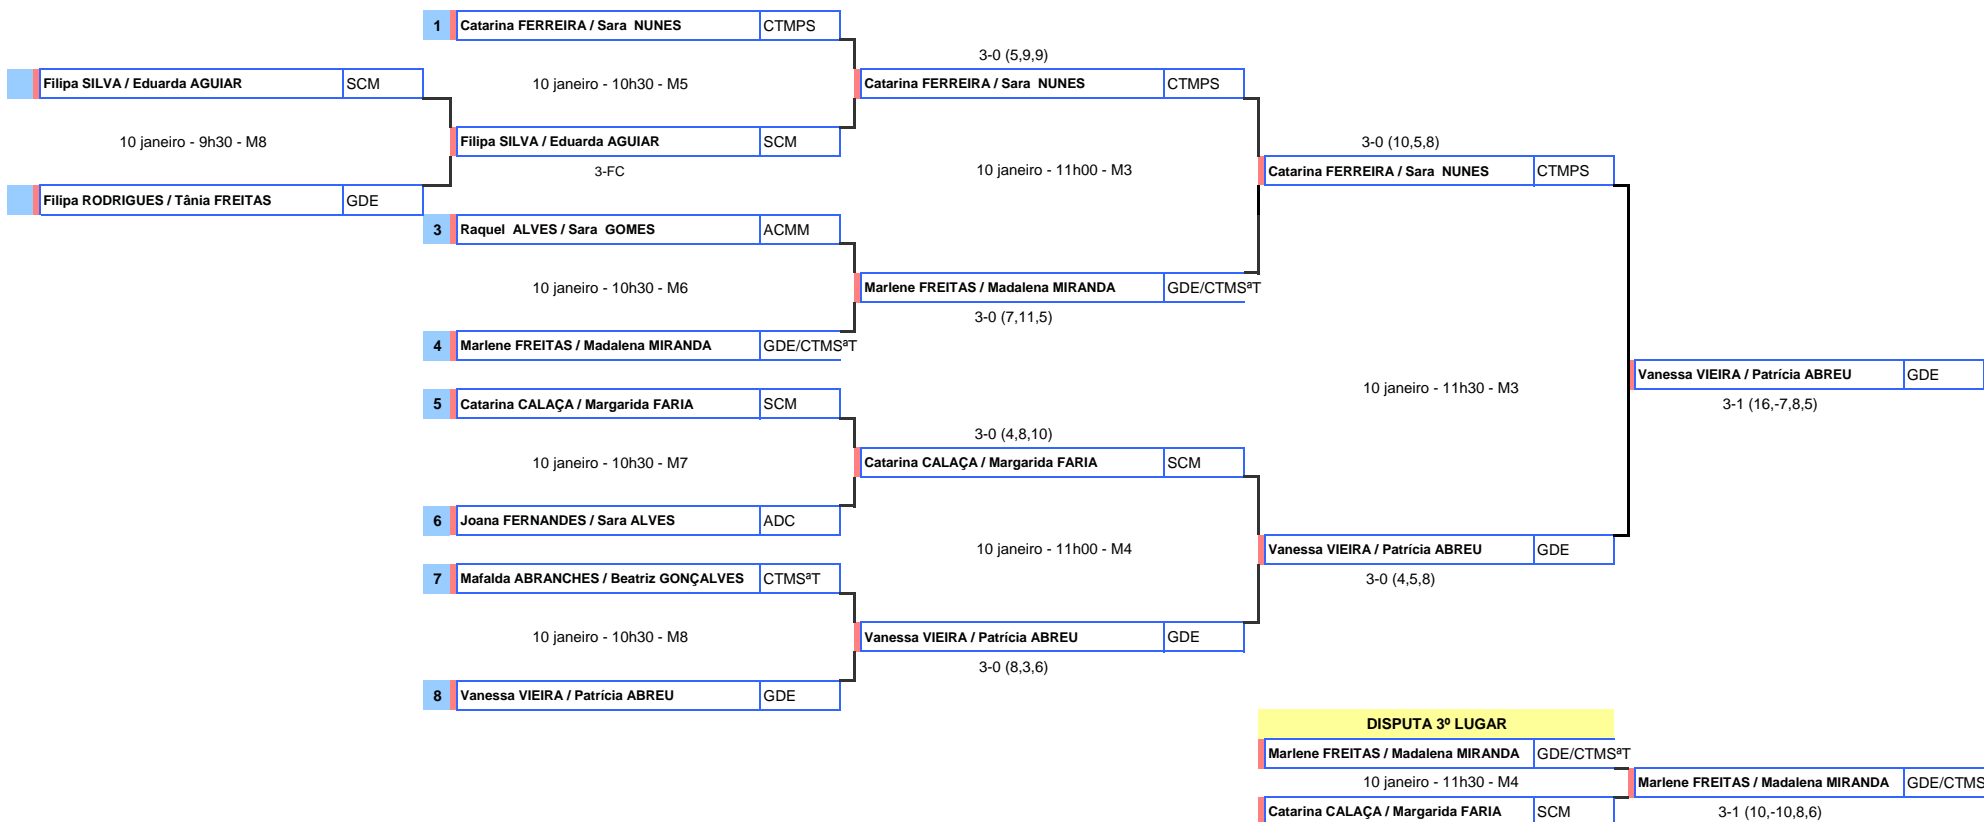 1 Catarina FERREIRA / Sara NUNES CTMPS
3-0 (5,9,9)
Filipa SILVA / Eduarda AGUIAR SCM
10 janeiro - 10h30 - M5
Catarina FERREIRA / Sara NUNES CTMPS
10 janeiro - 9h30 - M8
Filipa SILVA / Eduarda AGUIAR SCM
3-0 (10,5,8)
3-FC
10 janeiro - 11h00 - M3
Catarina FERREIRA / Sara NUNES CTMPS
Filipa RODRIGUES / Tânia FREITAS GDE
3 Raquel ALVES / Sara GOMES ACMM
10 janeiro - 10h30 - M6
Marlene FREITAS / Madalena MIRANDA GDE/CTMSªT
3-0 (7,11,5)
4 Marlene FREITAS / Madalena MIRANDA GDE/CTMSªT
10 janeiro - 11h30 - M3
Vanessa VIEIRA / Patrícia ABREU GDE
5 Catarina CALAÇA / Margarida FARIA SCM
3-1 (16,-7,8,5)
3-0 (4,8,10)
10 janeiro - 10h30 - M7
Catarina CALAÇA / Margarida FARIA SCM
6 Joana FERNANDES / Sara ALVES ADC
10 janeiro - 11h00 - M4
Vanessa VIEIRA / Patrícia ABREU GDE
7 Mafalda ABRANCHES / Beatriz GONÇALVES CTMSªT
3-0 (4,5,8)
10 janeiro - 10h30 - M8
Vanessa VIEIRA / Patrícia ABREU GDE
3-0 (8,3,6)
8 Vanessa VIEIRA / Patrícia ABREU GDE
DISPUTA 3º LUGAR
Marlene FREITAS / Madalena MIRANDA GDE/CTMSªT
10 janeiro - 11h30 - M4
Marlene FREITAS / Madalena MIRANDA GDE/CTMS
Catarina CALAÇA / Margarida FARIA SCM
3-1 (10,-10,8,6)